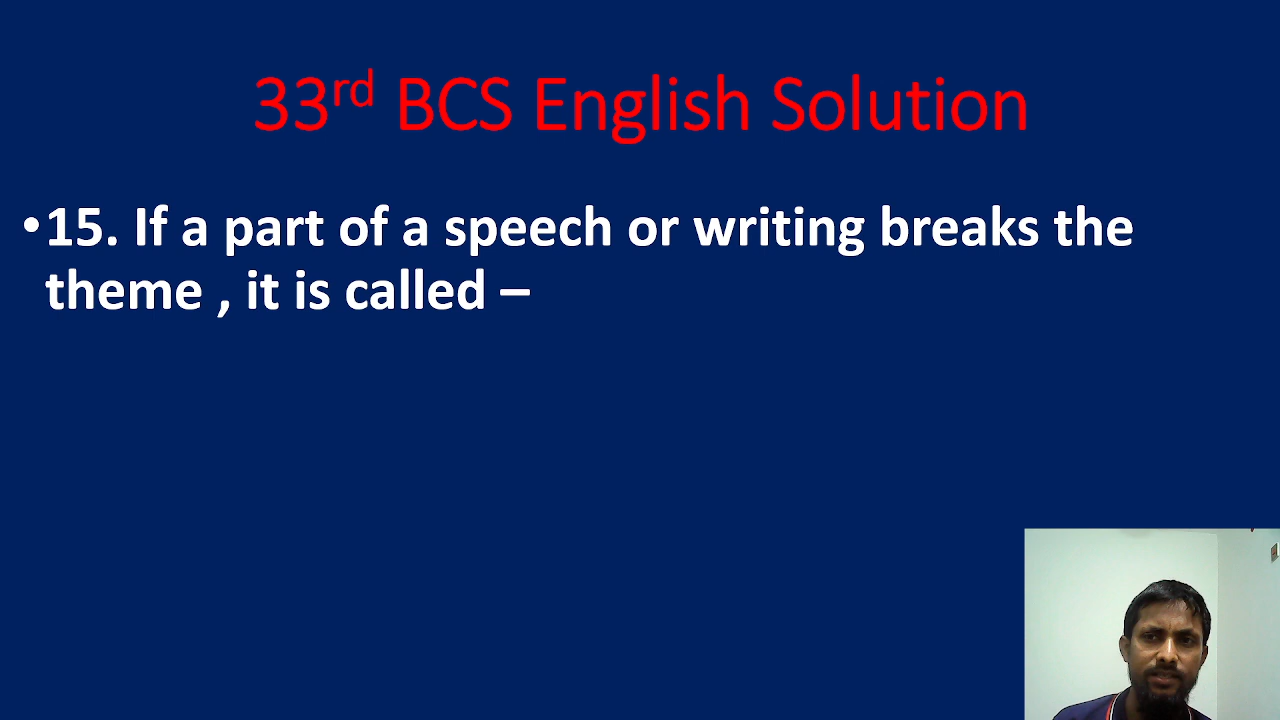 33rd BCS English Solution
•15. If a part of a speech or writing breaks the
theme , it is called –